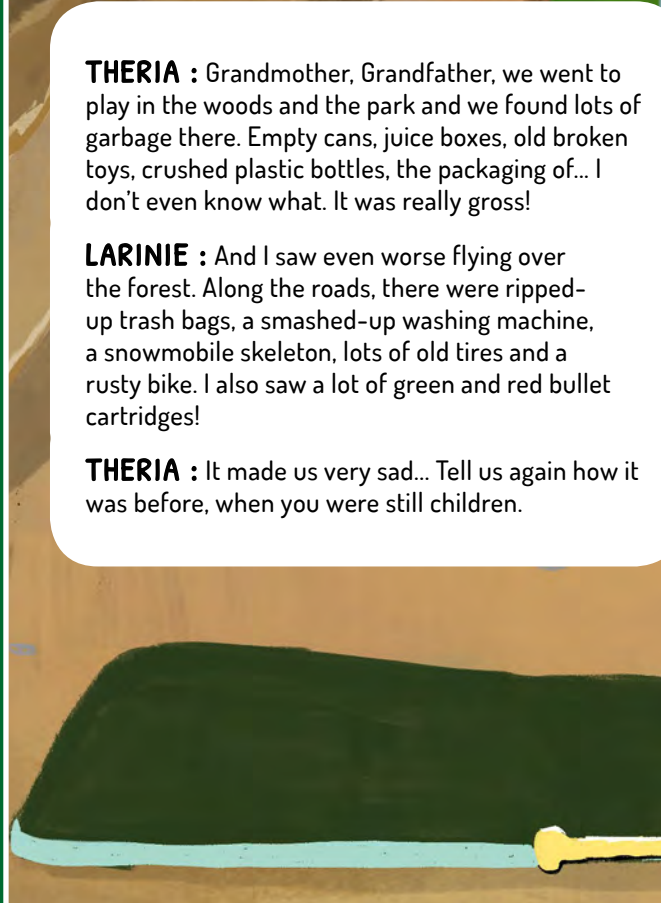 THERIA : Grandmother, Grandfather, we went to
play in the woods and the park and we found lots of
garbage there. Empty cans, juice boxes, old broken
toys, crushed plastic bottles, the packaging of... I
don't even know what. It was really gross!
LARINIE : And I saw even worse flying over
the forest. Along the roads, there were ripped-
up trash bags, a smashed-up washing machine,
a snowmobile skeleton, lots of old tires and a
rusty bike. I also saw a lot of green and red bullet
cartridges!
THERIA : It made us very sad... Tell us again how it
was before, when you were still children.